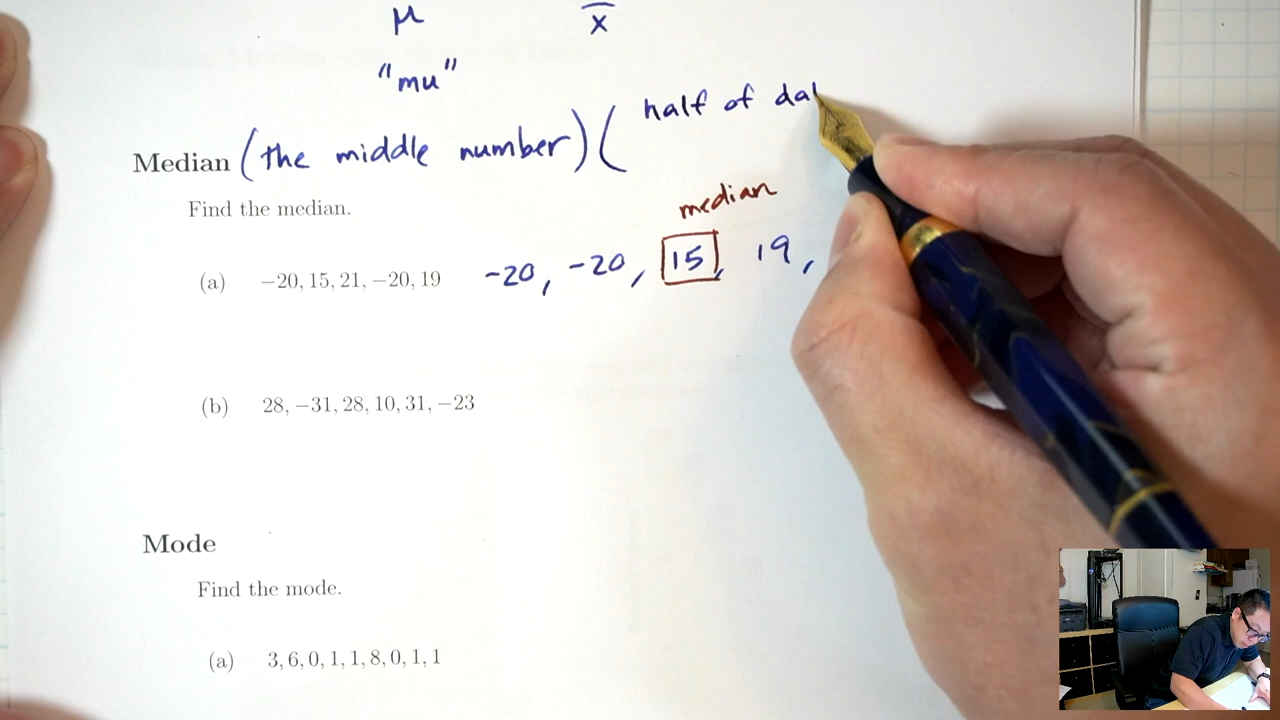 μ x̄
"mu"
half of dat
Median (the middle number) (
Find the median.
median
(a) −20, 15, 21, −20, 19 -20, -20, 15, 19,
(b) 28, −31, 28, 10, 31, −23
Mode
Find the mode.
(a) 3, 6, 0, 1, 1, 8, 0, 1, 1